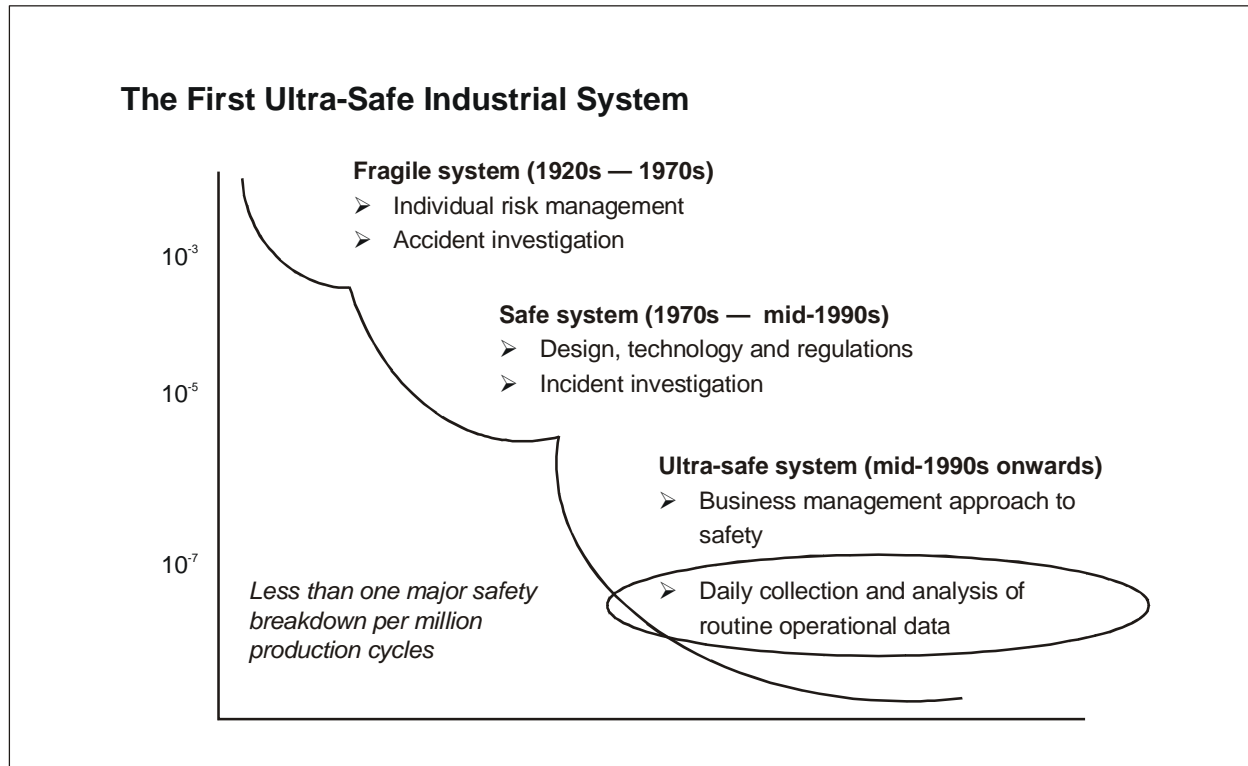 The First Ultra-Safe Industrial System
Fragile system (1920s — 1970s)
➢ Individual risk management
➢ Accident investigation
10⁻³
Safe system (1970s — mid-1990s)
➢ Design, technology and regulations
➢ Incident investigation
10⁻⁵
Ultra-safe system (mid-1990s onwards)
➢ Business management approach to
safety
10⁻⁷
➢ Daily collection and analysis of
routine operational data
Less than one major safety
breakdown per million
production cycles